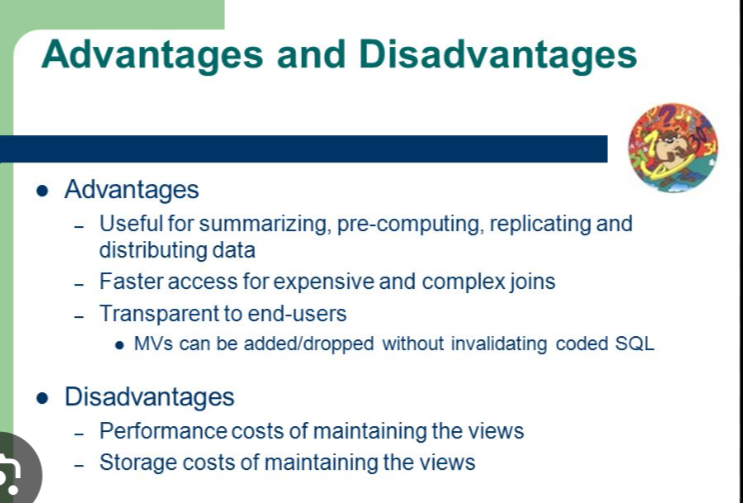 Advantages and Disadvantages
● Advantages
– Useful for summarizing, pre-computing, replicating and
distributing data
– Faster access for expensive and complex joins
– Transparent to end-users
● MVs can be added/dropped without invalidating coded SQL
● Disadvantages
– Performance costs of maintaining the views
– Storage costs of maintaining the views